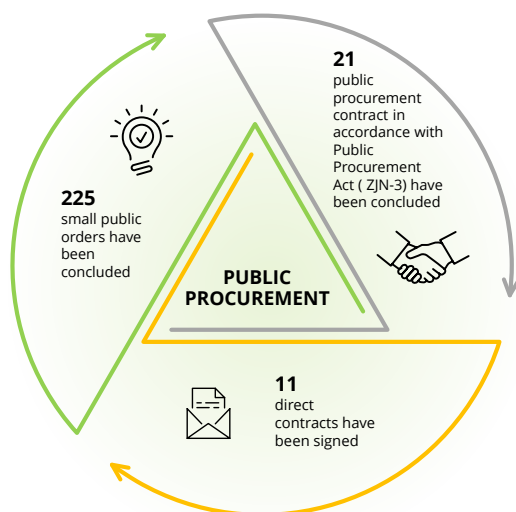 21
public
procurement
contract in
accordance with
Public
Procurement
Act ( ZJN-3) have
been concluded
225
small public
orders have
been
concluded
PUBLIC
PROCUREMENT
11
direct
contracts have
been signed